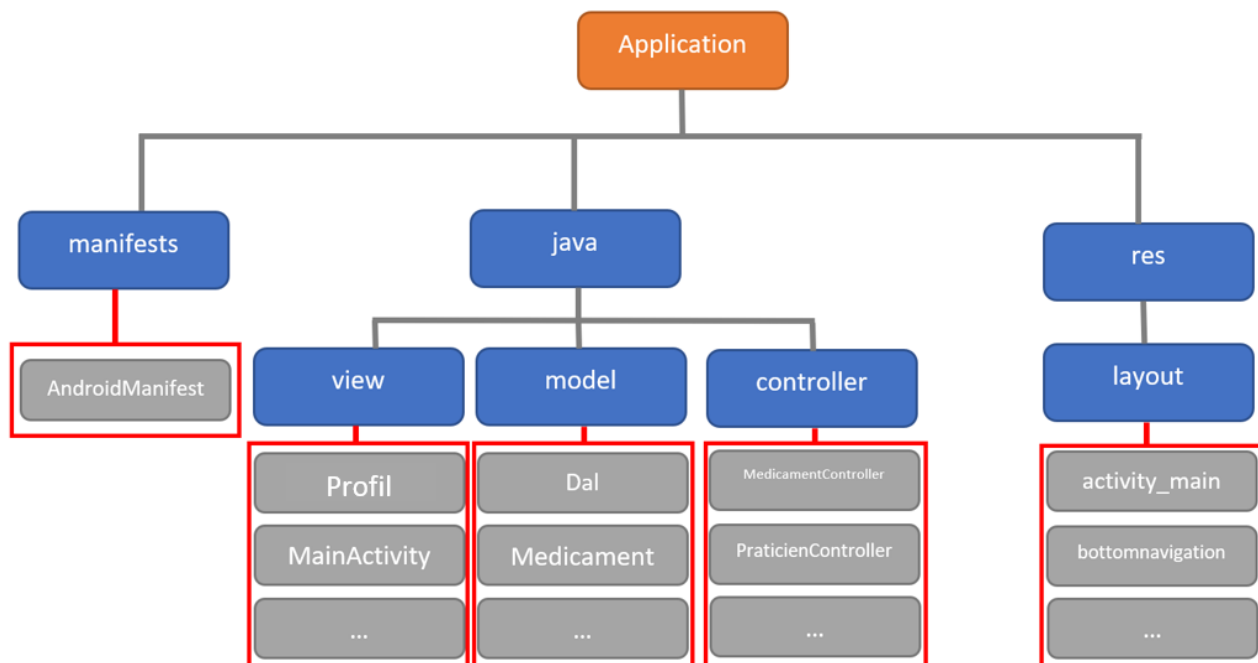 Application
manifests
java
res
AndroidManifest
view
model
controller
layout
Profil
Dal
MedicamentController
activity_main
MainActivity
Medicament
PraticienController
bottomnavigation
...
...
...
...